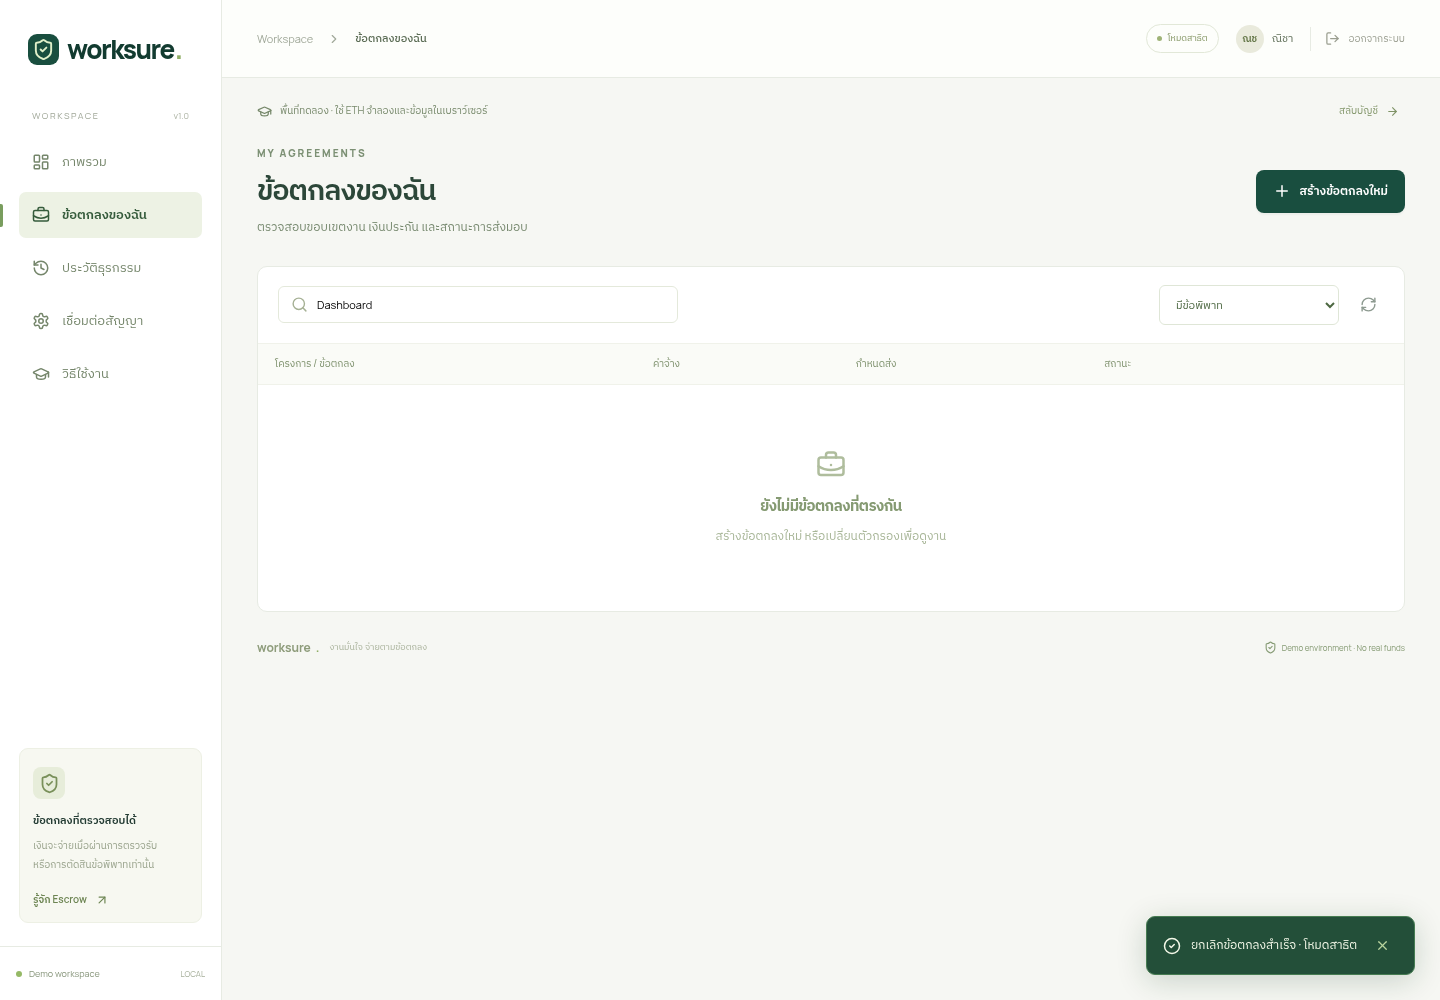 worksure.
WORKSPACE v1.0
ภาพรวม
ข้อตกลงของฉัน
ประวัติธุรกรรม
เชื่อมต่อสัญญา
วิธีใช้งาน
ข้อตกลงที่ตรวจสอบได้
เงินจะจ่ายเมื่อผ่านการตรวจรับ
หรือการตัดสินข้อพิพาทเท่านั้น
รู้จัก Escrow
Demo workspace LOCAL
Workspace > ข้อตกลงของฉัน
โหมดสาธิต
ณช ณิชา
ออกจากระบบ
พื้นที่ทดลอง · ใช้ ETH จำลองและข้อมูลในเบราว์เซอร์
สลับบัญชี
MY AGREEMENTS
ข้อตกลงของฉัน
ตรวจสอบขอบเขตงาน เงินประกัน และสถานะการส่งมอบ
สร้างข้อตกลงใหม่
Dashboard
มีข้อพิพาท
โครงการ / ข้อตกลง ค่าจ้าง กำหนดส่ง สถานะ
ยังไม่มีข้อตกลงที่ตรงกัน
สร้างข้อตกลงใหม่ หรือเปลี่ยนตัวกรองเพื่อดูงาน
worksure . งานมั่นใจ จ่ายตามข้อตกลง
Demo environment · No real funds
ยกเลิกข้อตกลงสำเร็จ · โหมดสาธิต